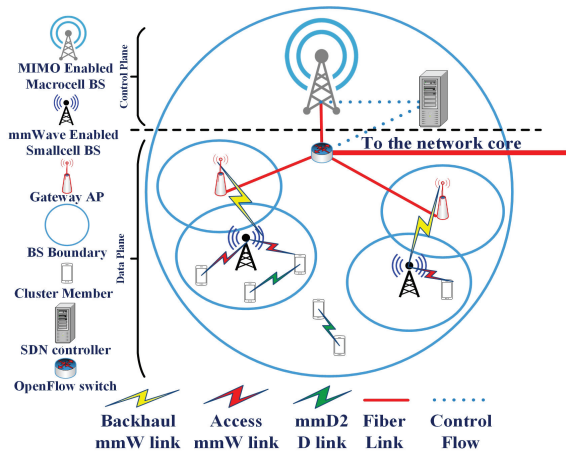 MIMO Enabled
Macrocell BS
mmWave Enabled
Smallcell BS
Gateway AP
BS Boundary
Cluster Member
SDN controller
OpenFlow switch
Control Plane
Data Plane
To the network core
Backhaul
mmW link
Access
mmW link
mmD2
D link
Fiber
Link
Control
Flow